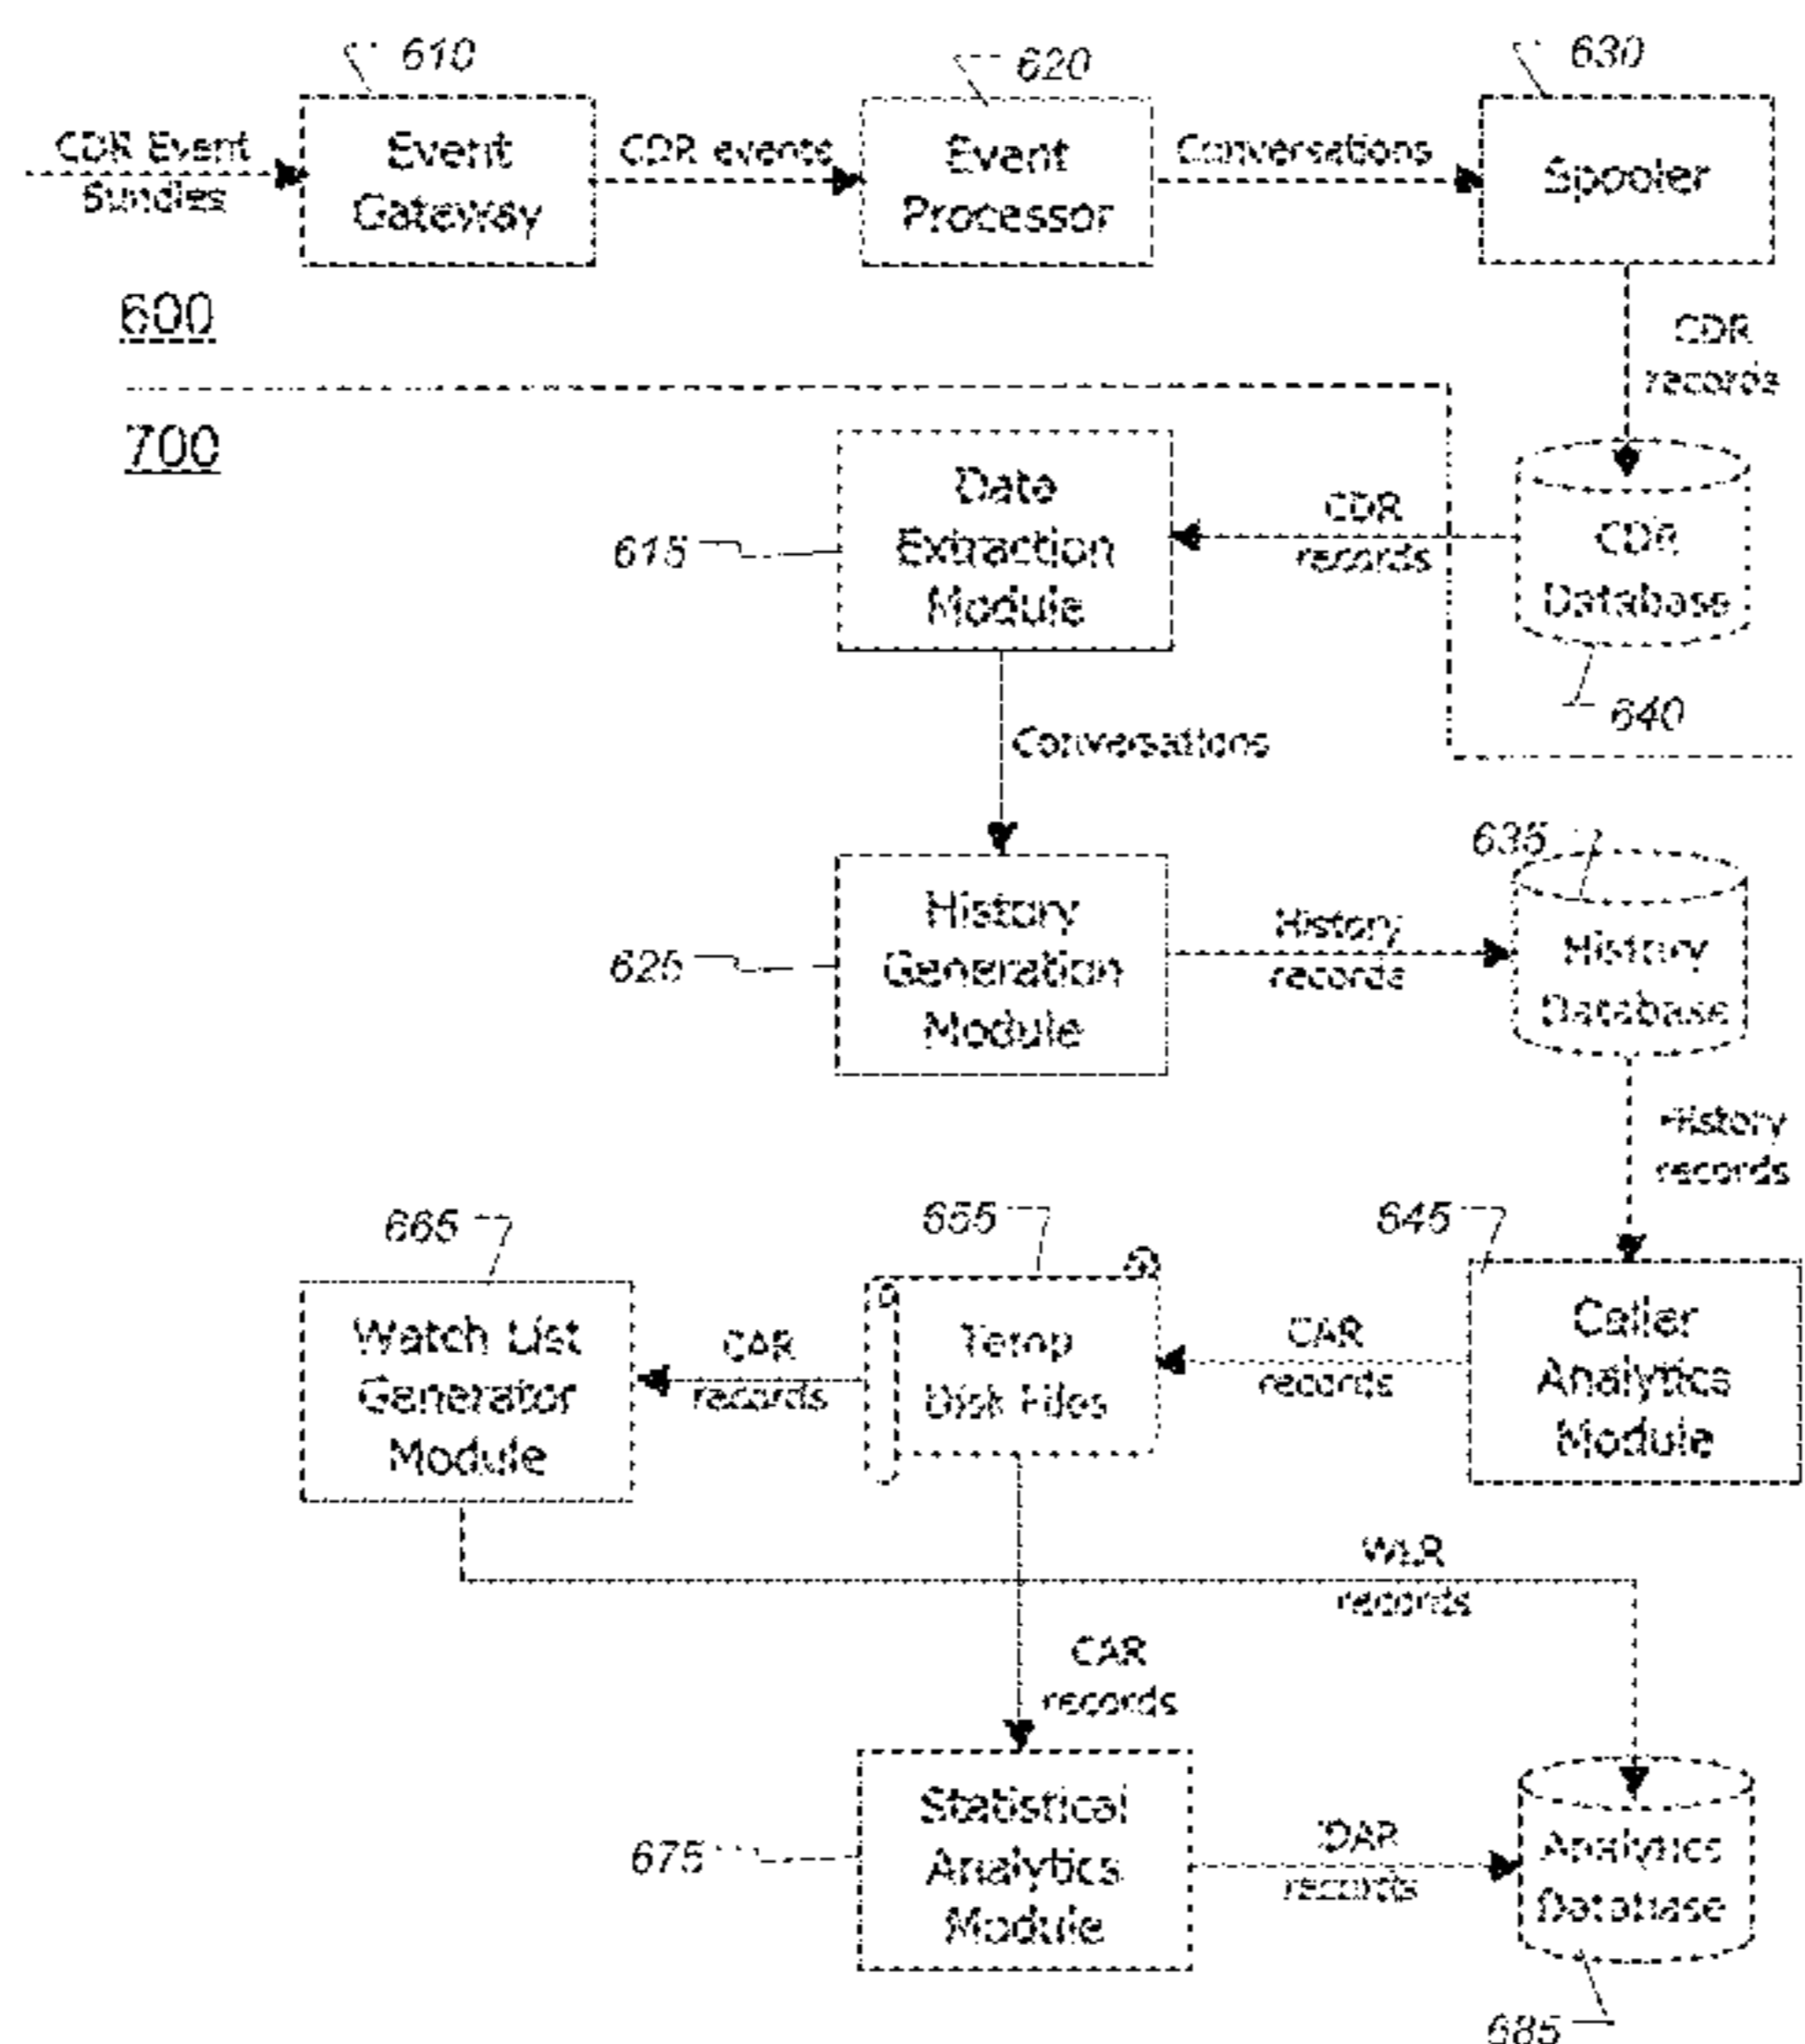 610
620
630
CDR Event
Bundles
Event
Gateway
CDR events
Event
Processor
Conversations
Spooler
600
CDR
records
700
Date
Extraction
Module
615
CDR
records
CDR
Database
640
Conversations
635
History
Generation
Module
625
History
records
History
Database
History
records
665
655
645
Watch List
Generator
Module
CAR
records
Temp
Disk Files
CAR
records
Caller
Analytics
Module
WLR
records
CAR
records
Statistical
Analytics
Module
675
IDAR
records
Analytics
Database
685